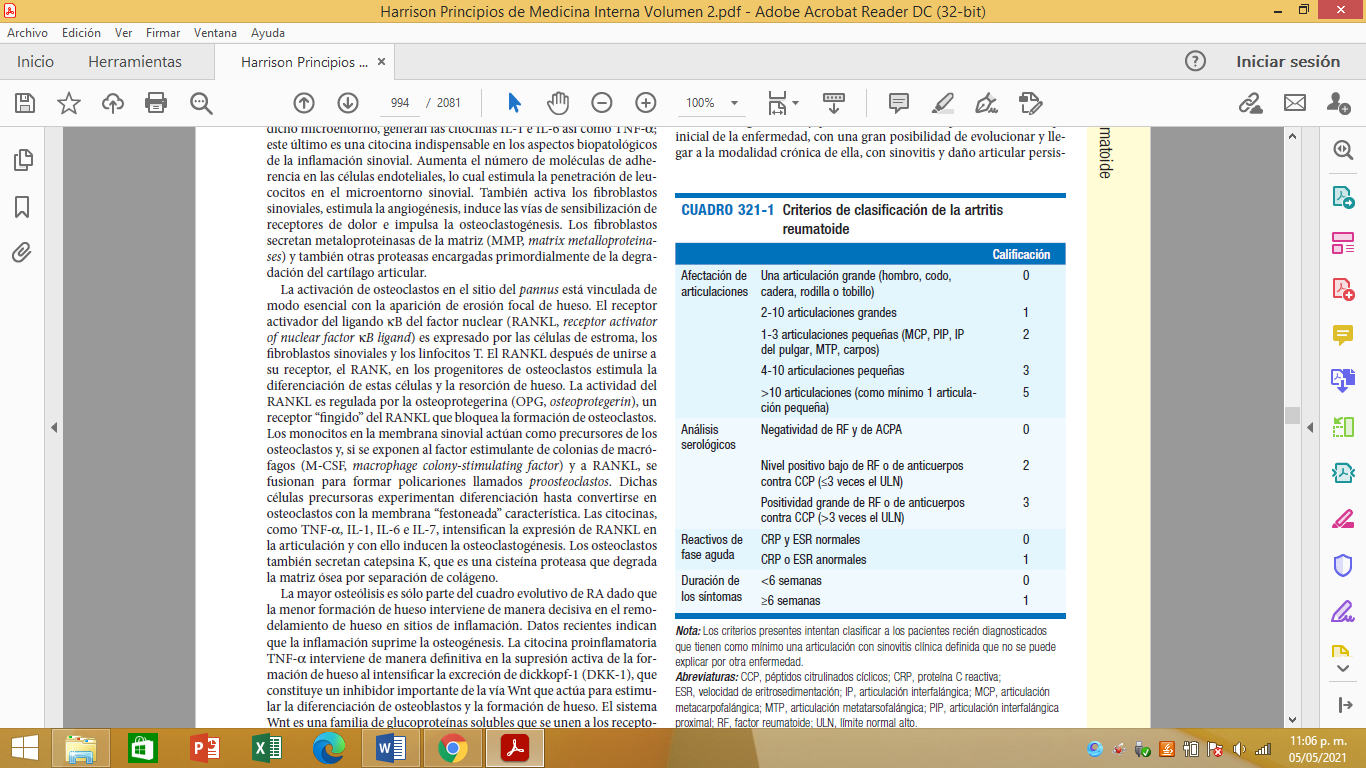 Harrison Principios de Medicina Interna Volumen 2.pdf - Adobe Acrobat Reader DC (32-bit)
Archivo Edición Ver Firmar Ventana Ayuda
Inicio Herramientas Harrison Principios ... × Iniciar sesión
994 / 2081 100%
dicho microentorno, generan las citocinas IL-1 e IL-6 así como TNF-α;
este último es una citocina indispensable en los aspectos biopatológicos
de la inflamación sinovial. Aumenta el número de moléculas de adhe-
rencia en las células endoteliales, lo cual estimula la penetración de leu-
cocitos en el microentorno sinovial. También activa los fibroblastos
sinoviales, estimula la angiogénesis, induce las vías de sensibilización de
receptores de dolor e impulsa la osteoclastogénesis. Los fibroblastos
secretan metaloproteinasas de la matriz (MMP, matrix metalloproteina-
ses) y también otras proteasas encargadas primordialmente de la degra-
dación del cartílago articular.
La activación de osteoclastos en el sitio del pannus está vinculada de
modo esencial con la aparición de erosión focal de hueso. El receptor
activador del ligando κB del factor nuclear (RANKL, receptor activator
of nuclear factor κB ligand) es expresado por las células de estroma, los
fibroblastos sinoviales y los linfocitos T. El RANKL después de unirse a
su receptor, el RANK, en los progenitores de osteoclastos estimula la
diferenciación de estas células y la resorción de hueso. La actividad del
RANKL es regulada por la osteoprotegerina (OPG, osteoprotegerin), un
receptor “fingido” del RANKL que bloquea la formación de osteoclastos.
Los monocitos en la membrana sinovial actúan como precursores de los
osteoclastos y, si se exponen al factor estimulante de colonias de macró-
fagos (M-CSF, macrophage colony-stimulating factor) y a RANKL, se
fusionan para formar policariones llamados proosteoclastos. Dichas
células precursoras experimentan diferenciación hasta convertirse en
osteoclastos con la membrana “festoneada” característica. Las citocinas,
como TNF-α, IL-1, IL-6 e IL-7, intensifican la expresión de RANKL en
la articulación y con ello inducen la osteoclastogénesis. Los osteoclastos
también secretan catepsina K, que es una cisteína proteasa que degrada
la matriz ósea por separación de colágeno.
La mayor osteólisis es sólo parte del cuadro evolutivo de RA dado que
la menor formación de hueso interviene de manera decisiva en el remo-
delamiento de hueso en sitios de inflamación. Datos recientes indican
que la inflamación suprime la osteogénesis. La citocina proinflamatoria
TNF-α interviene de manera definitiva en la supresión activa de la for-
mación de hueso al intensificar la excreción de dickkopf-1 (DKK-1), que
constituye un inhibidor importante de la vía Wnt que actúa para estimu-
lar la diferenciación de osteoblastos y la formación de hueso. El sistema
Wnt es una familia de glucoproteínas solubles que se unen a los recepto-
inicial de la enfermedad, con una gran posibilidad de evolucionar y lle-
gar a la modalidad crónica de ella, con sinovitis y daño articular persis-
CUADRO 321-1 Criterios de clasificación de la artritis
reumatoide
Calificación
Afectación de articulaciones
Una articulación grande (hombro, codo,
cadera, rodilla o tobillo) 0
2-10 articulaciones grandes 1
1-3 articulaciones pequeñas (MCP, PIP, IP
del pulgar, MTP, carpos) 2
4-10 articulaciones pequeñas 3
>10 articulaciones (como mínimo 1 articula-
ción pequeña) 5
Análisis serológicos
Negatividad de RF y de ACPA 0
Nivel positivo bajo de RF o de anticuerpos
contra CCP (≤3 veces el ULN) 2
Positividad grande de RF o de anticuerpos
contra CCP (>3 veces el ULN) 3
Reactivos de fase aguda
CRP y ESR normales 0
CRP o ESR anormales 1
Duración de los síntomas
<6 semanas 0
≥6 semanas 1
Nota: Los criterios presentes intentan clasificar a los pacientes recién diagnosticados
que tienen como mínimo una articulación con sinovitis clínica definida que no se puede
explicar por otra enfermedad.
Abreviaturas: CCP, péptidos citrulinados cíclicos; CRP, proteína C reactiva;
ESR, velocidad de eritrosedimentación; IP, articulación interfalángica; MCP, articulación
metacarpofalángica; MTP, articulación metatarsofalángica; PIP, articulación interfalángica
proximal; RF, factor reumatoide; ULN, límite normal alto.
matoide
11:06 p. m.
05/05/2021